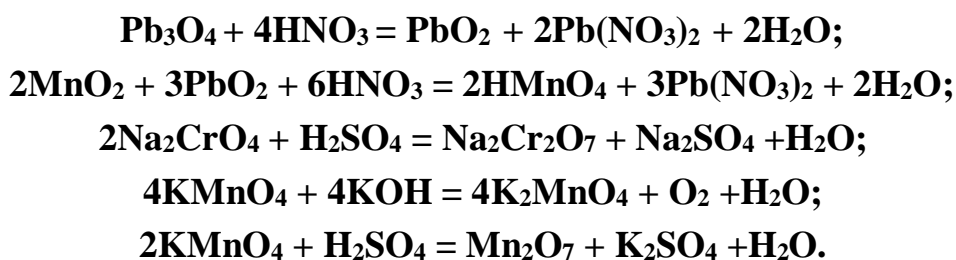 Pb₃O₄ + 4HNO₃ = PbO₂ + 2Pb(NO₃)₂ + 2H₂O;
2MnO₂ + 3PbO₂ + 6HNO₃ = 2HMnO₄ + 3Pb(NO₃)₂ + 2H₂O;
2Na₂CrO₄ + H₂SO₄ = Na₂Cr₂O₇ + Na₂SO₄ +H₂O;
4KMnO₄ + 4KOH = 4K₂MnO₄ + O₂ +H₂O;
2KMnO₄ + H₂SO₄ = Mn₂O₇ + K₂SO₄ +H₂O.